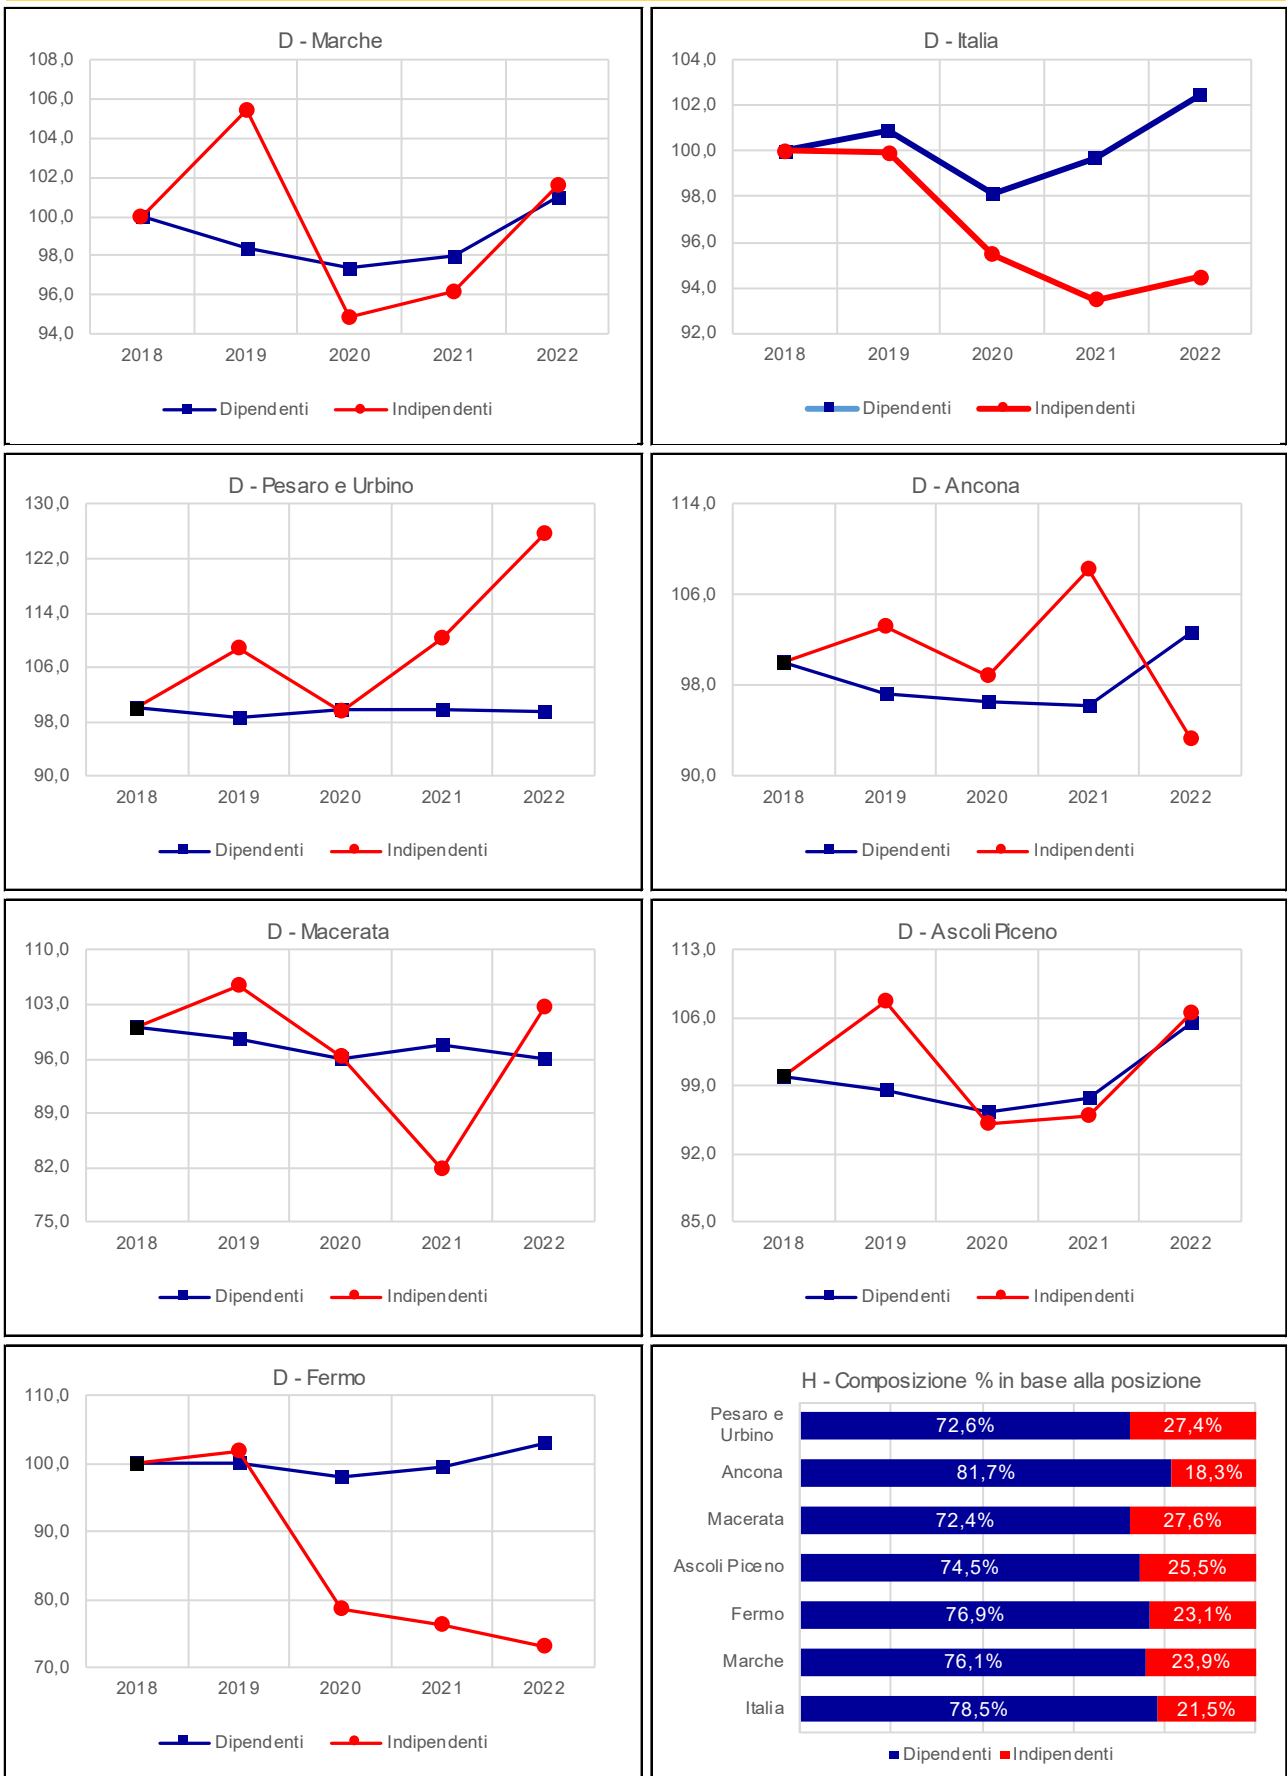 D - Marche
108,0
106,0
104,0
102,0
100,0
98,0
96,0
94,0
2018 2019 2020 2021 2022
Dipendenti Indipendenti
D - Italia
104,0
102,0
100,0
98,0
96,0
94,0
92,0
2018 2019 2020 2021 2022
Dipendenti Indipendenti
D - Pesaro e Urbino
130,0
122,0
114,0
106,0
98,0
90,0
2018 2019 2020 2021 2022
Dipendenti Indipendenti
D - Ancona
114,0
106,0
98,0
90,0
2018 2019 2020 2021 2022
Dipendenti Indipendenti
D - Macerata
110,0
103,0
96,0
89,0
82,0
75,0
2018 2019 2020 2021 2022
Dipendenti Indipendenti
D - Ascoli Piceno
113,0
106,0
99,0
92,0
85,0
2018 2019 2020 2021 2022
Dipendenti Indipendenti
D - Fermo
110,0
100,0
90,0
80,0
70,0
2018 2019 2020 2021 2022
Dipendenti Indipendenti
H - Composizione % in base alla posizione
Pesaro e
Urbino
72,6% 27,4%
Ancona 81,7% 18,3%
Macerata 72,4% 27,6%
Ascoli Piceno 74,5% 25,5%
Fermo 76,9% 23,1%
Marche 76,1% 23,9%
Italia 78,5% 21,5%
Dipendenti Indipendenti